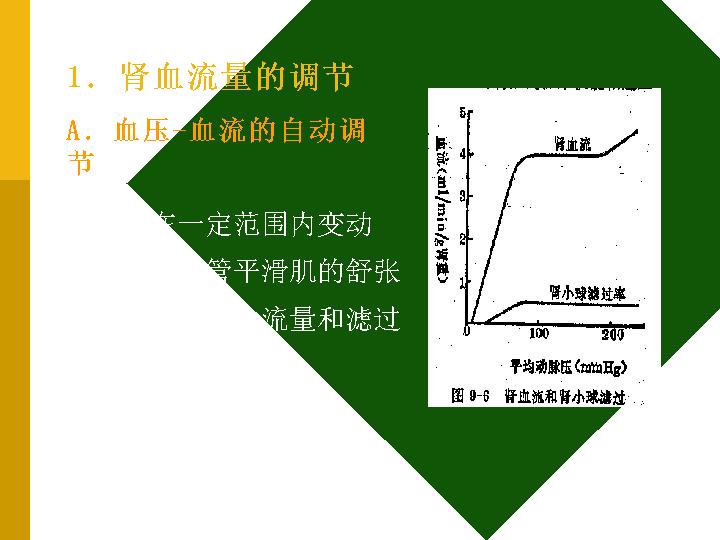 1. 肾血流量的调节
A. 血压-血流的自动调
节
在一定范围内变动
管平滑肌的舒张
流量和滤过
5
4
3
2
1
0
100
200
血流(ml/min/g肾重)
肾血流
肾小球滤过率
平均动脉压(mmHg)
图 9-6 肾血流和肾小球滤过